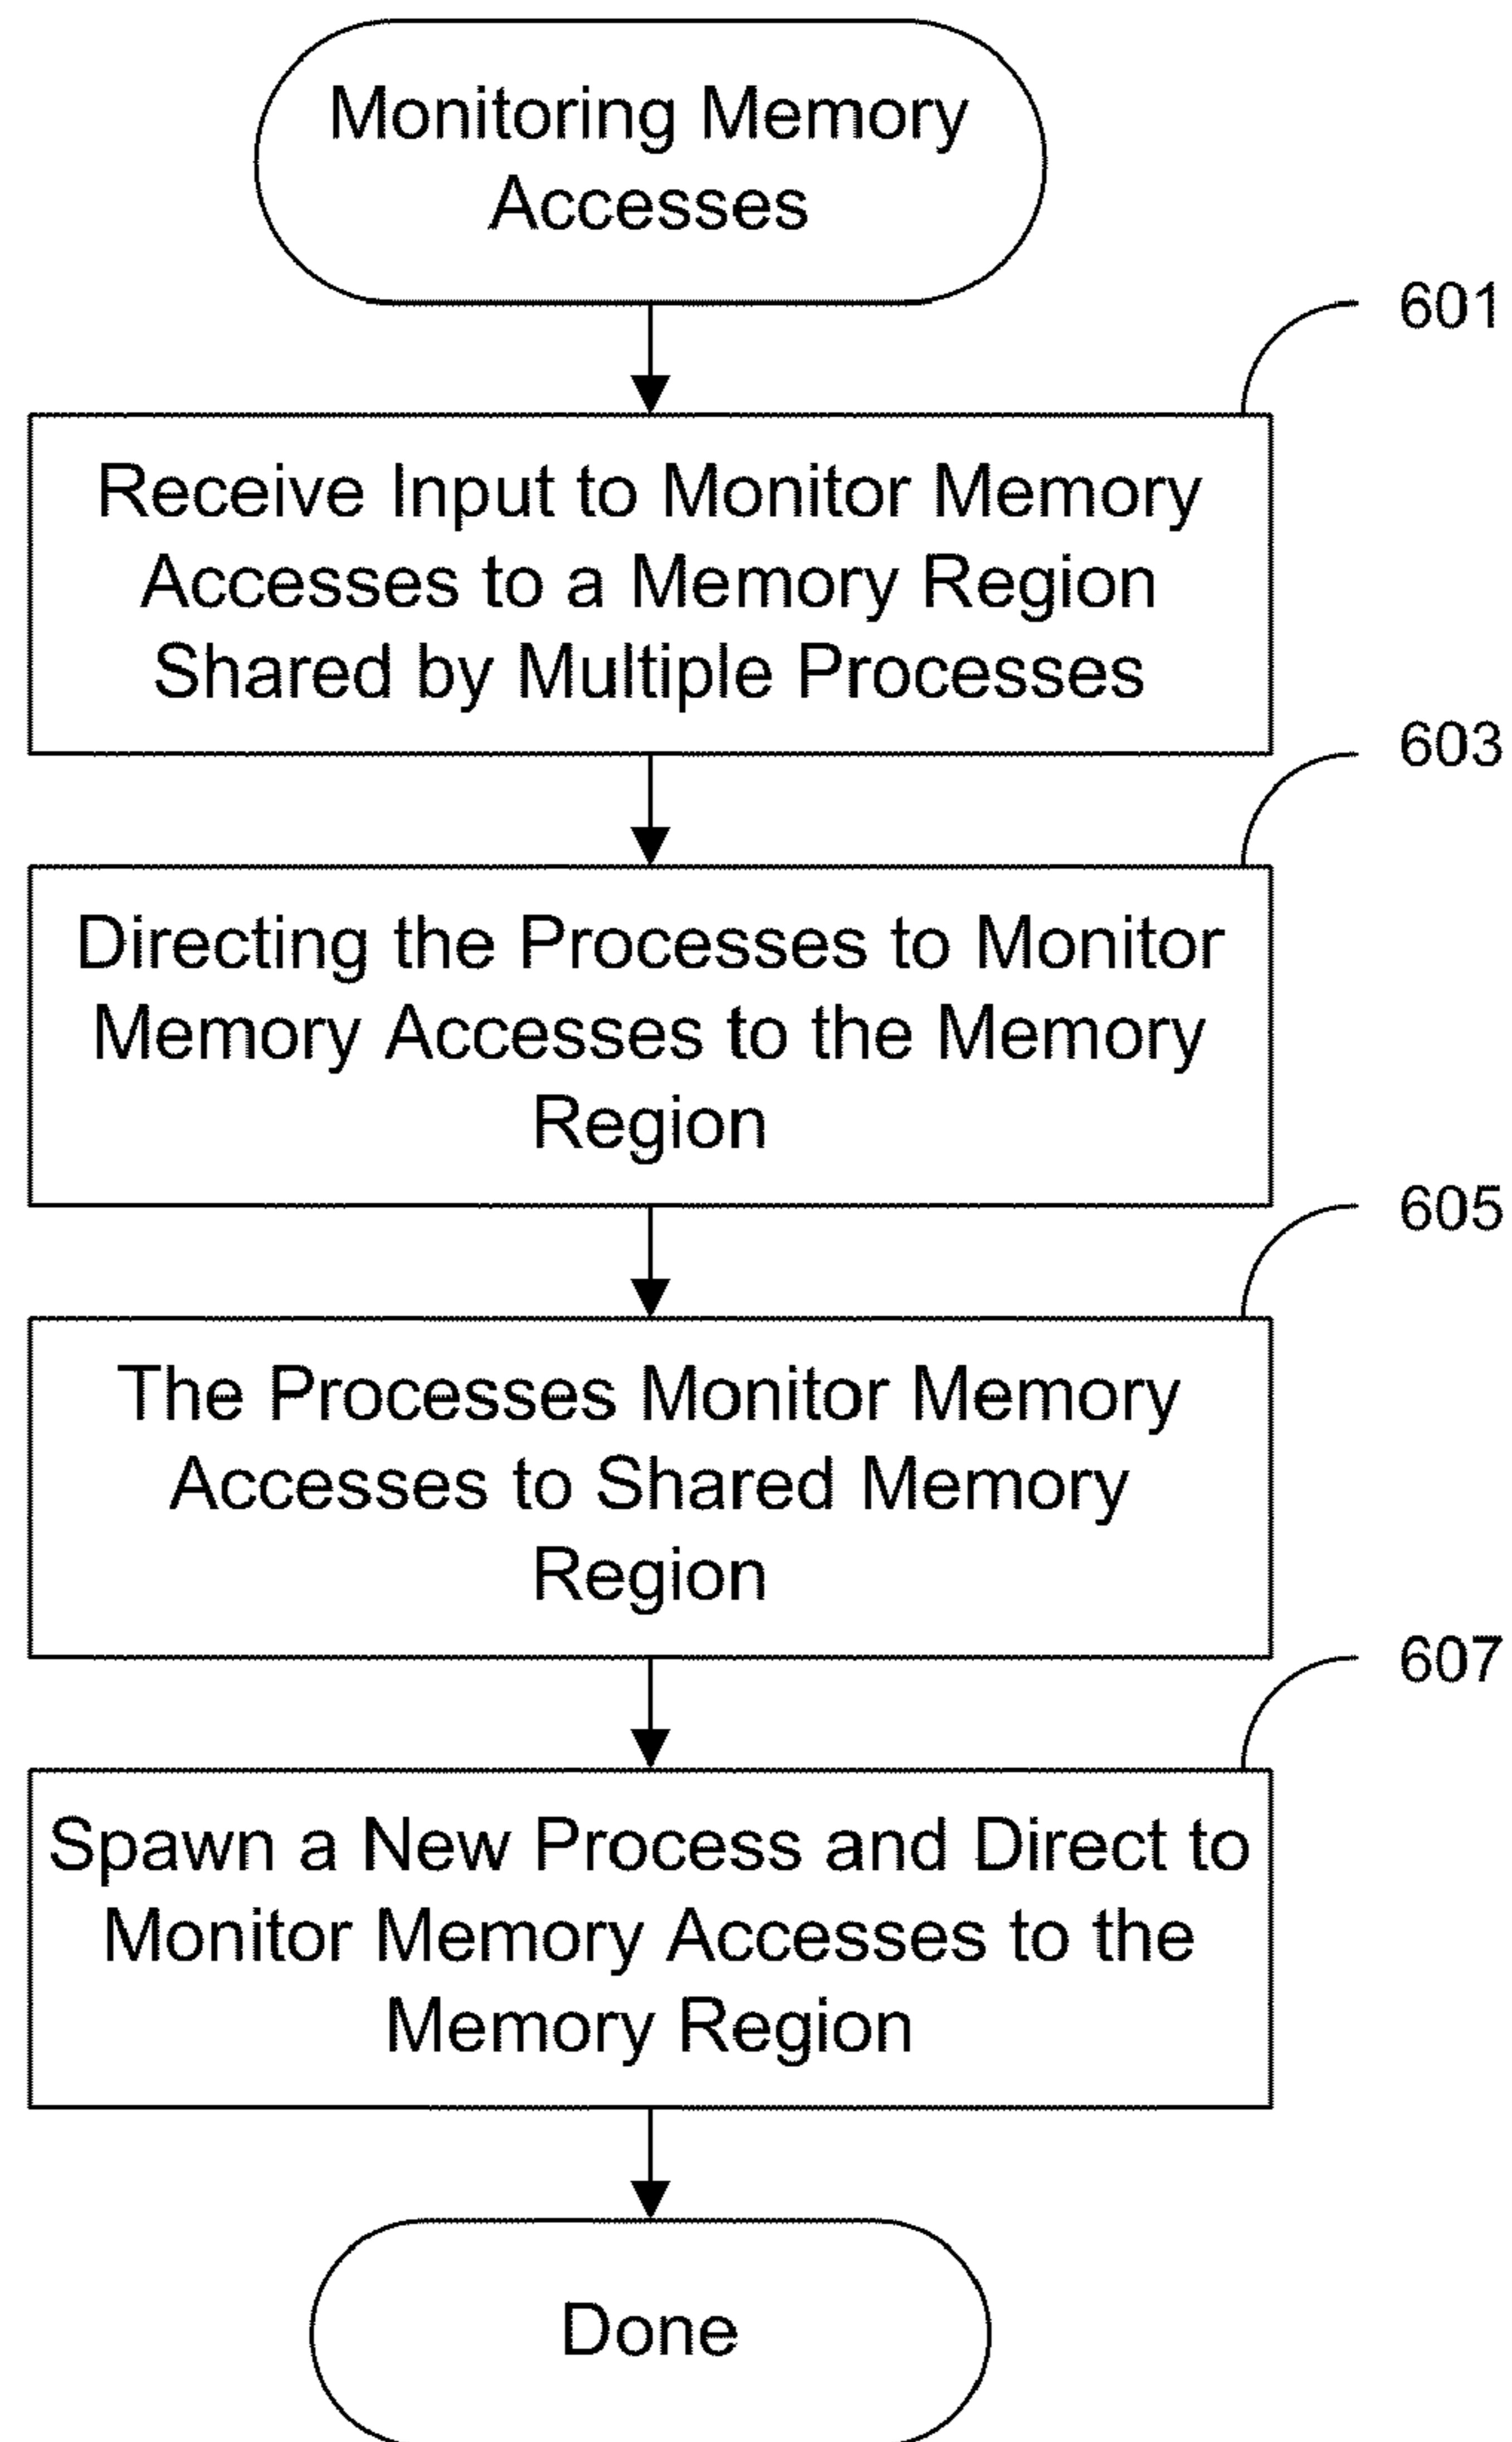 Monitoring Memory
Accesses
601
Receive Input to Monitor Memory
Accesses to a Memory Region
Shared by Multiple Processes
603
Directing the Processes to Monitor
Memory Accesses to the Memory
Region
605
The Processes Monitor Memory
Accesses to Shared Memory
Region
607
Spawn a New Process and Direct to
Monitor Memory Accesses to the
Memory Region
Done